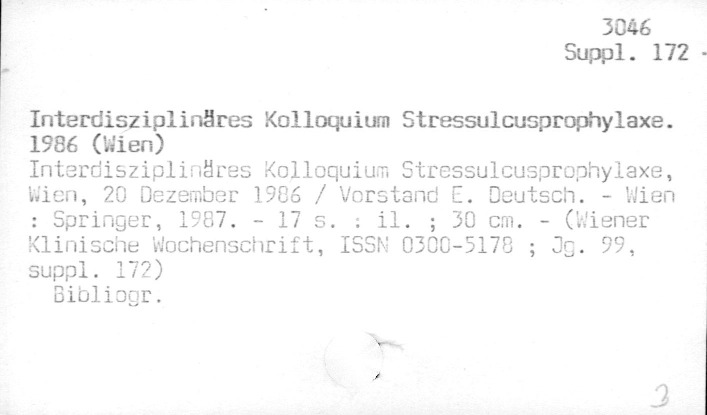 3046
Suppl. 172
Interdisziplinäres Kolloquium Stressulcusprophylaxe.
1986 (Wien)
Interdisziplinäres Kolloquium Stressulcusprophylaxe,
Wien, 20 Dezember 1986 / Vorstand E. Deutsch. - Wien
: Springer, 1987. - 17 s. : il. ; 30 cm. - (Wiener
Klinische Wochenschrift, ISSN 0300-5178 ; Jg. 99,
suppl. 172)
Bibliogr.
3